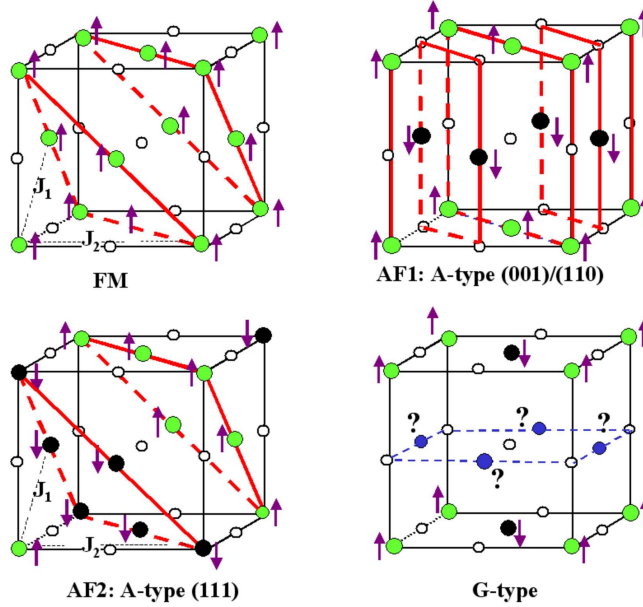 J1
J2
FM
AF1: A-type (001)/(110)
J1
J2
AF2: A-type (111)
?
?
?
?
G-type